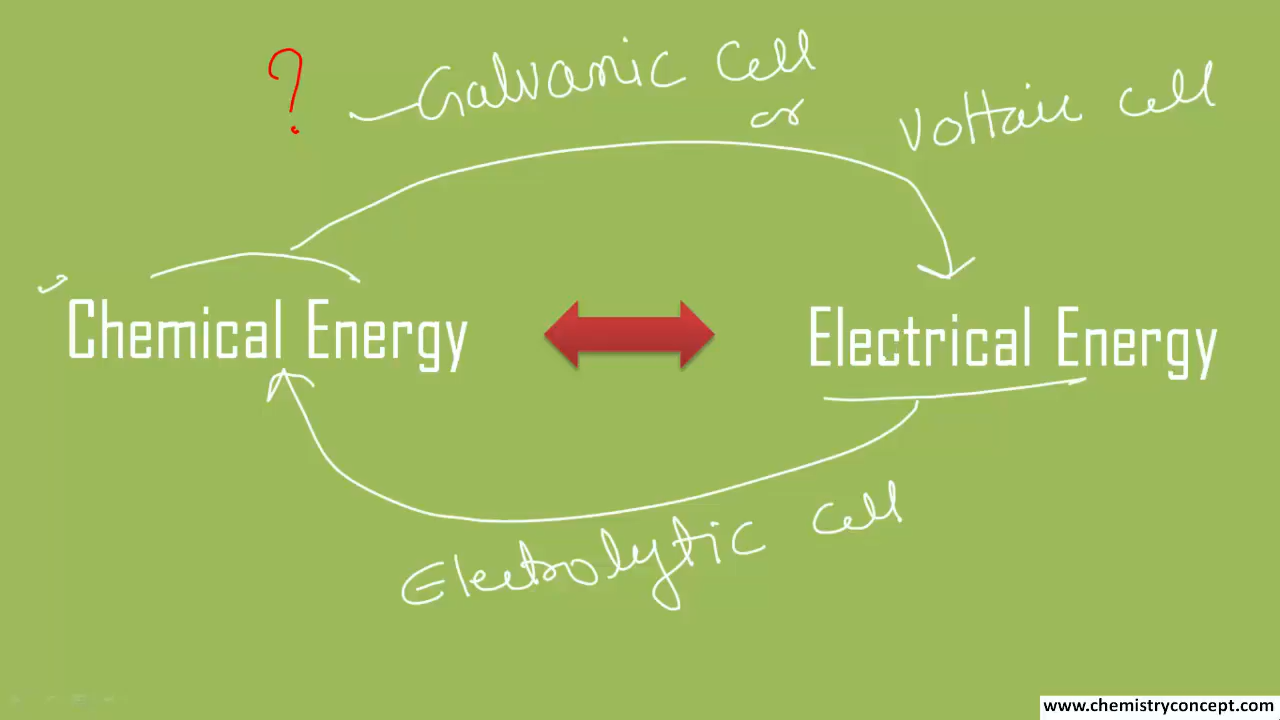 ?
Galvanic Cell
or
Voltaic cell
Chemical Energy
Electrical Energy
Electrolytic cell
www.chemistryconcept.com